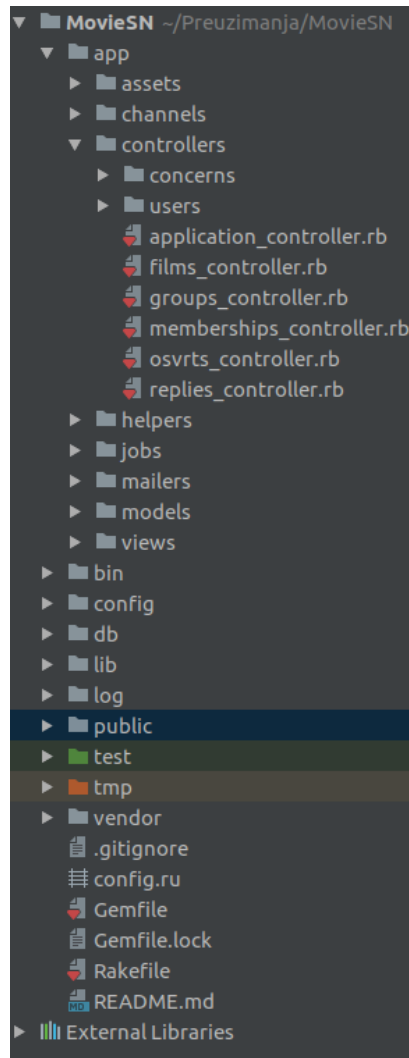 MovieSN ~/Preuzimanja/MovieSN
app
assets
channels
controllers
concerns
users
application_controller.rb
films_controller.rb
groups_controller.rb
memberships_controller.rb
osvrts_controller.rb
replies_controller.rb
helpers
jobs
mailers
models
views
bin
config
db
lib
log
public
test
tmp
vendor
.gitignore
config.ru
Gemfile
Gemfile.lock
Rakefile
MD README.md
External Libraries